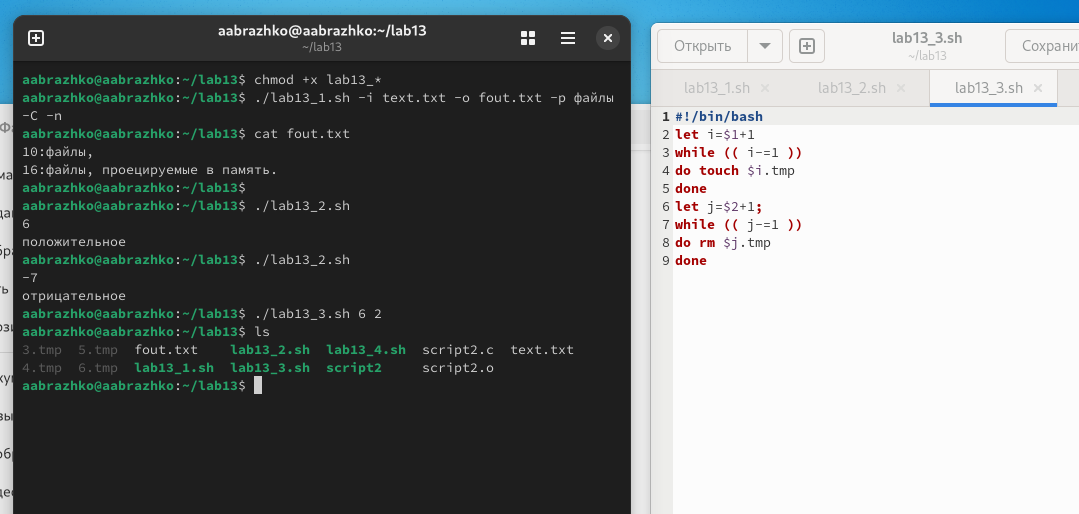 aabrazhko@aabrazhko:~/lab13
~/lab13
aabrazhko@aabrazhko:~/lab13$ chmod +x lab13_*
aabrazhko@aabrazhko:~/lab13$ ./lab13_1.sh -i text.txt -o fout.txt -p файлы
-C -n
aabrazhko@aabrazhko:~/lab13$ cat fout.txt
10:файлы,
16:файлы, проецируемые в память.
aabrazhko@aabrazhko:~/lab13$
aabrazhko@aabrazhko:~/lab13$ ./lab13_2.sh
6
положительное
aabrazhko@aabrazhko:~/lab13$ ./lab13_2.sh
-7
отрицательное
aabrazhko@aabrazhko:~/lab13$ ./lab13_3.sh 6 2
aabrazhko@aabrazhko:~/lab13$ ls
3.tmp 5.tmp fout.txt lab13_2.sh lab13_4.sh script2.c text.txt
4.tmp 6.tmp lab13_1.sh lab13_3.sh script2 script2.o
aabrazhko@aabrazhko:~/lab13$
Открыть
lab13_3.sh
~/lab13
Сохрани
lab13_1.sh × lab13_2.sh × lab13_3.sh ×
1 #!/bin/bash
2 let i=$1+1
3 while (( i-=1 ))
4 do touch $i.tmp
5 done
6 let j=$2+1;
7 while (( j-=1 ))
8 do rm $j.tmp
9 done